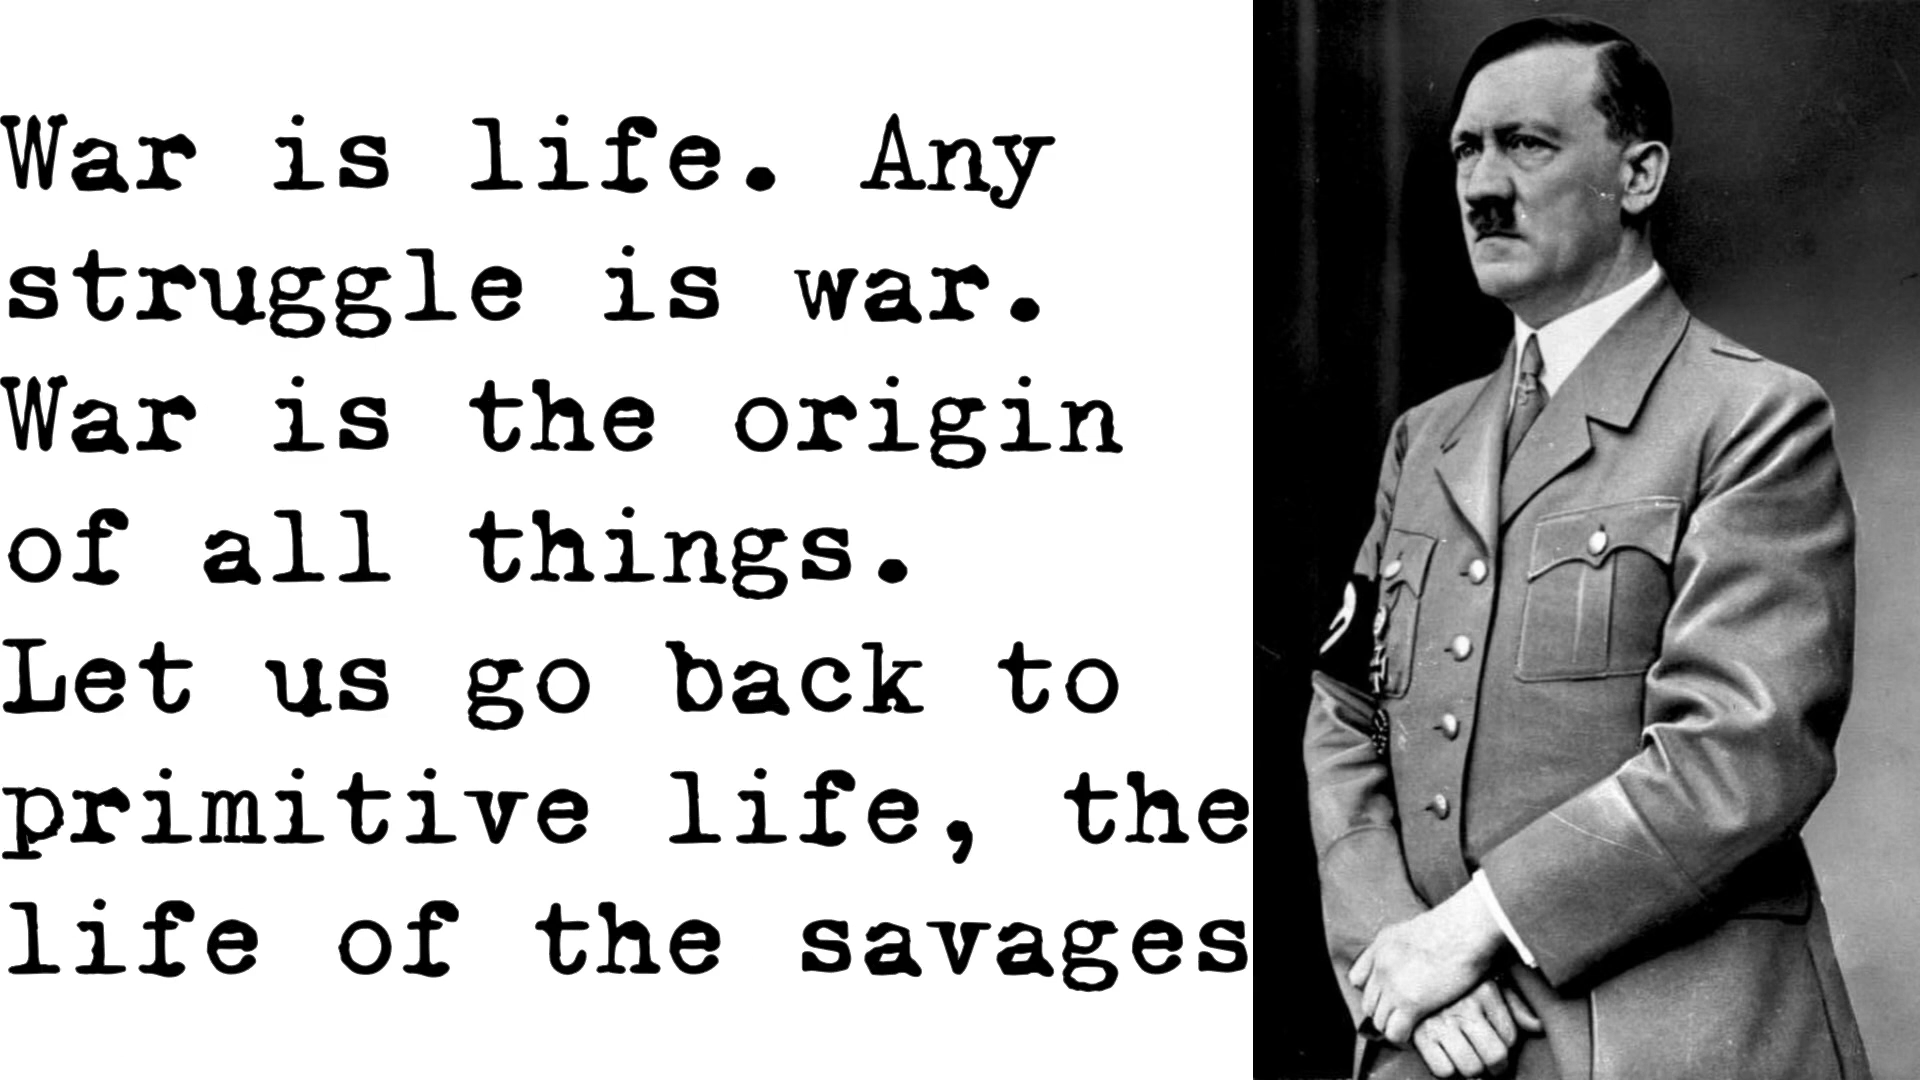 War is life. Any
struggle is war.
War is the origin
of all things.
Let us go back to
primitive life, the
life of the savages